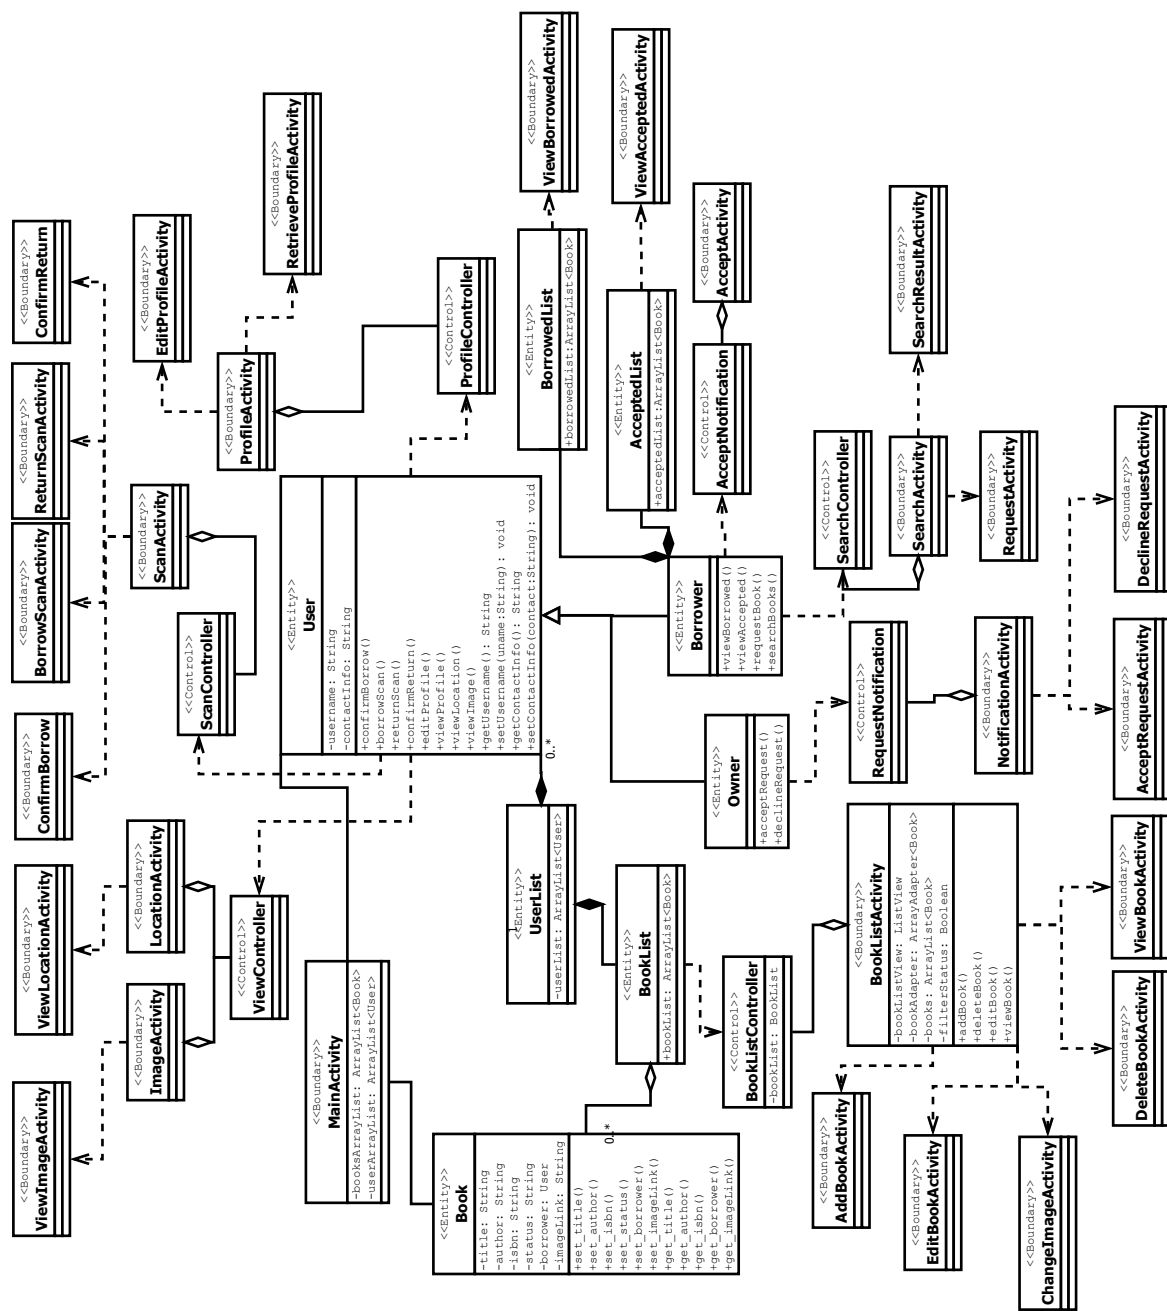 <<Boundary>>
ViewImageActivity
<<Boundary>>
ViewLocationActivity
<<Boundary>>
ConfirmBorrow
<<Boundary>>
BorrowScanActivity
<<Boundary>>
ReturnScanActivity
<<Boundary>>
ConfirmReturn
<<Boundary>>
ImageActivity
<<Boundary>>
LocationActivity
<<Boundary>>
ScanActivity
<<Boundary>>
EditProfileActivity
<<Control>>
ViewController
<<Control>>
ScanController
<<Boundary>>
ProfileActivity
<<Boundary>>
RetrieveProfileActivity
<<Boundary>>
MainActivity
-booksArrayList: ArrayList<Book>
-userArrayList: ArrayList<User>
<<Entity>>
User
-username: String
-contactInfo: String
+confirmBorrow()
+borrowScan()
+returnScan()
+confirmReturn()
+editProfile()
+viewProfile()
+viewLocation()
+viewImage()
+getUsername(): String
+setUsername(uname:String): void
+getContactInfo(): String
+setContactInfo(contact:String): void
0..*
<<Control>>
ProfileController
<<Entity>>
Book
-title: String
-author: String
-isbn: String
-status: String
-borrower: User
-imageLink: String
+set_title()
+set_author()
+set_isbn()
+set_status()
+set_borrower()
+set_imageLink()
+get_title()
+get_author()
+get_isbn()
+get_borrower()
+get_imageLink()
0..*
<<Entity>>
1
UserList
-userList: ArrayList<User>
<<Entity>>
BorrowedList
+borrowedList:ArrayList<Book>
<<Boundary>>
ViewBorrowedActivity
<<Entity>>
BookList
+bookList: ArrayList<Book>
<<Entity>>
AcceptedList
+acceptedList:ArrayList<Book>
<<Boundary>>
ViewAcceptedActivity
<<Control>>
BookListController
-bookList: BookList
<<Entity>>
Owner
+acceptRequest()
+declineRequest()
<<Entity>>
Borrower
+viewBorrowed()
+viewAccepted()
+requestBook()
+searchBooks()
<<Control>>
AcceptNotification
<<Boundary>>
AcceptActivity
<<Boundary>>
AddBookActivity
<<Boundary>>
BookListActivity
-bookListView: ListView
-bookAdapter: ArrayAdapter<Book>
-books: ArrayList<Book>
-filterStatus: Boolean
+addBook()
+deleteBook()
+editBook()
+viewBook()
<<Control>>
RequestNotification
<<Control>>
SearchController
<<Boundary>>
SearchActivity
<<Boundary>>
SearchResultActivity
<<Boundary>>
EditBookActivity
<<Boundary>>
NotificationActivity
<<Boundary>>
RequestActivity
<<Boundary>>
ChangeImageActivity
<<Boundary>>
DeleteBookActivity
<<Boundary>>
ViewBookActivity
<<Boundary>>
AcceptRequestActivity
<<Boundary>>
DeclineRequestActivity